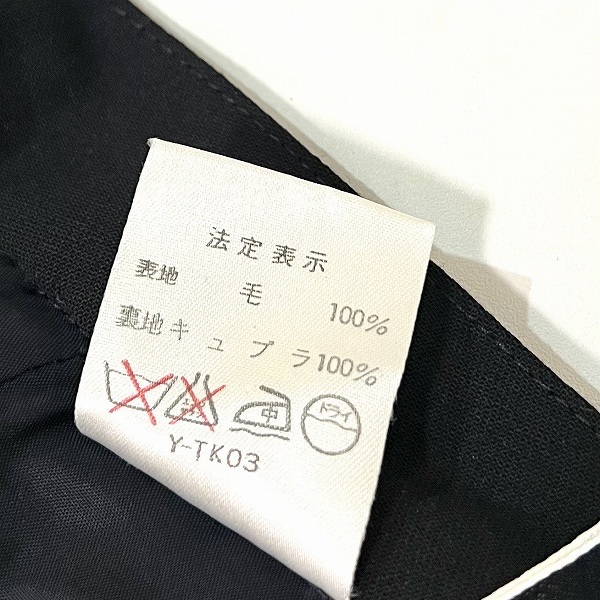 法定表示
表地 毛 100%
裏地キュプラ100%
中 ドライ
Y-TK03